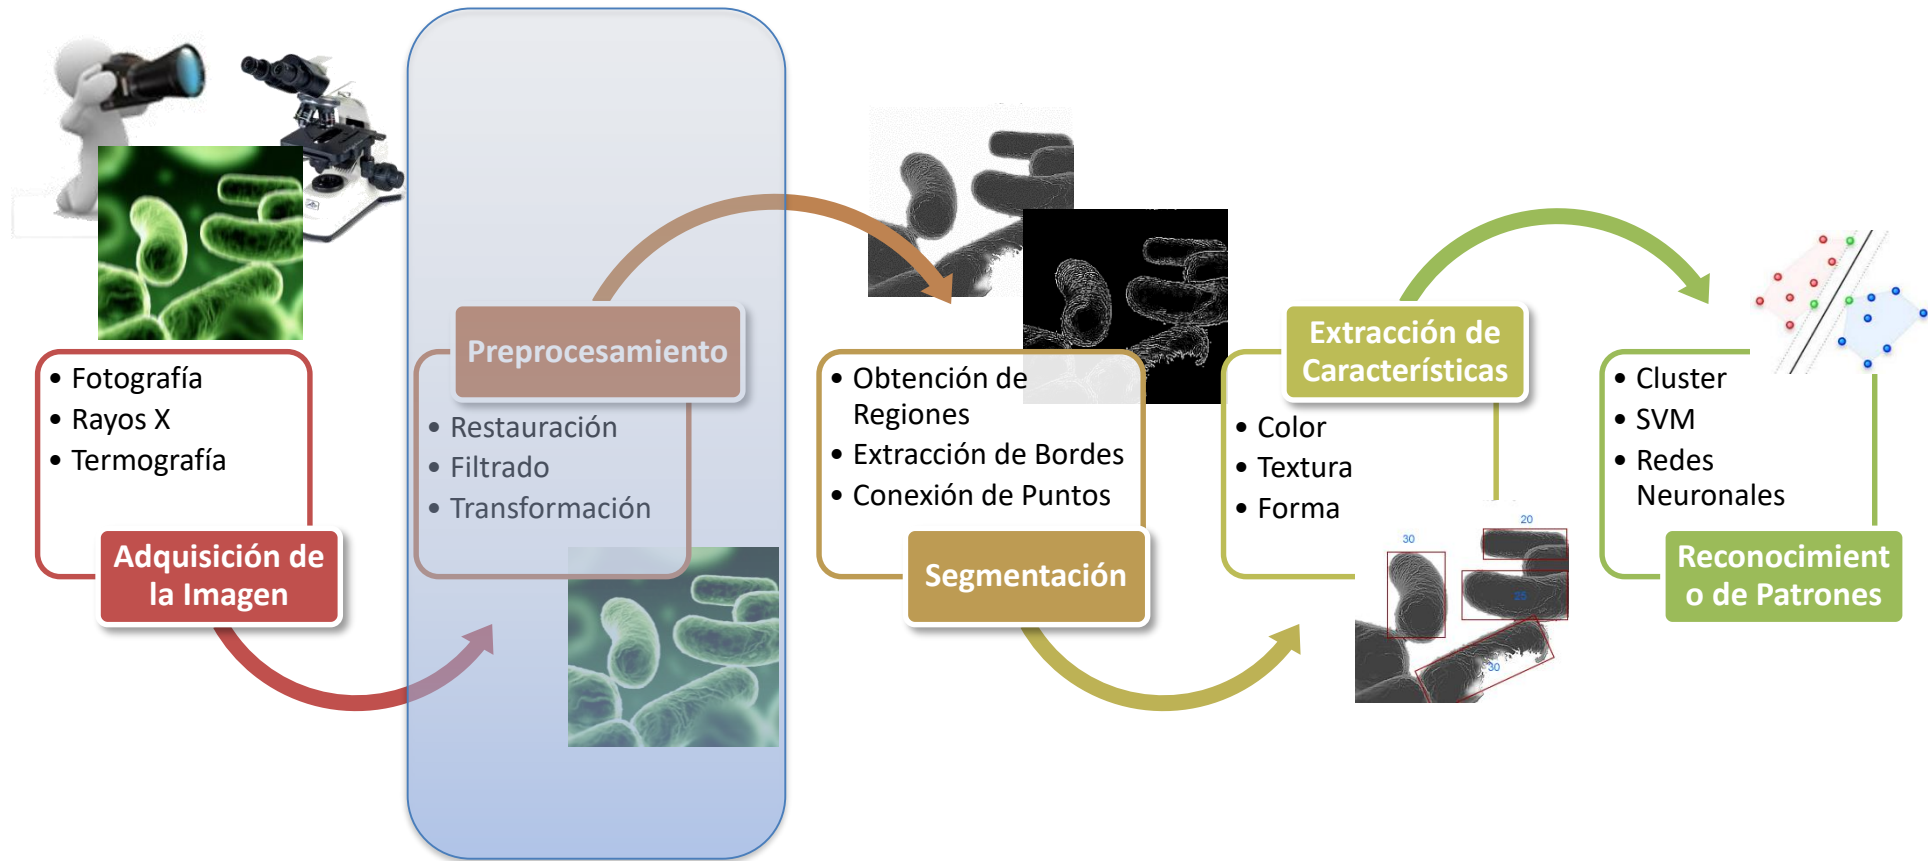 • Fotografía
• Rayos X
• Termografía
Adquisición de
la Imagen
Preprocesamiento
• Restauración
• Filtrado
• Transformación
• Obtención de
Regiones
• Extracción de Bordes
• Conexión de Puntos
Segmentación
Extracción de
Características
• Color
• Textura
• Forma
20
30
25
30
• Cluster
• SVM
• Redes
Neuronales
Reconocimient
o de Patrones